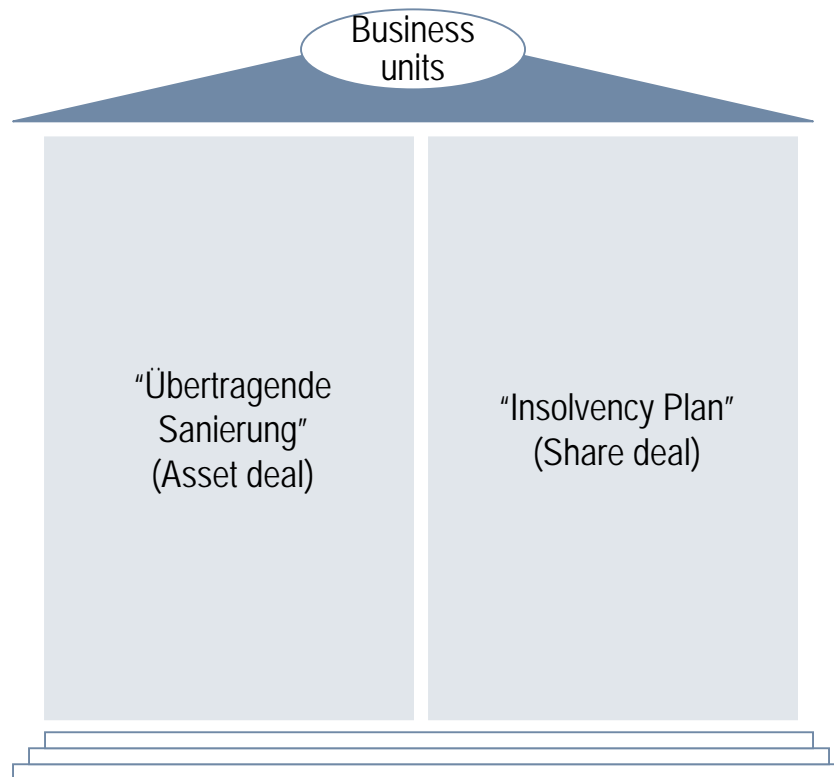 Business
units
“Übertragende
Sanierung”
(Asset deal)
“Insolvency Plan”
(Share deal)